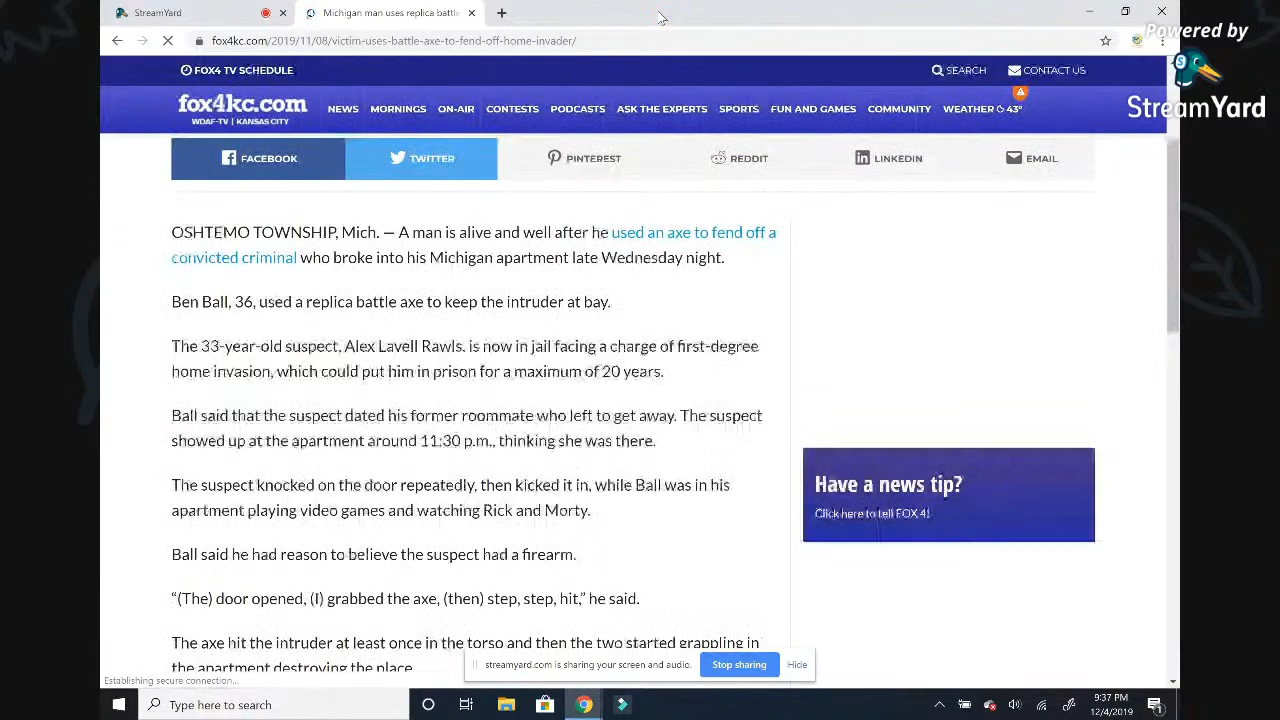 StreamYard
Michigan man uses replica battle
fox4kc.com/2019/11/08/victim-uses-battle-axe-to-fend-off-home-invader/
Powered by
StreamYard
FOX4 TV SCHEDULE
SEARCH
CONTACT US
fox4kc.com
WDAF-TV | KANSAS CITY
NEWS MORNINGS ON-AIR CONTESTS PODCASTS ASK THE EXPERTS SPORTS FUN AND GAMES COMMUNITY WEATHER 43°
FACEBOOK TWITTER PINTEREST REDDIT LINKEDIN EMAIL
OSHTEMO TOWNSHIP, Mich. — A man is alive and well after he used an axe to fend off a
convicted criminal who broke into his Michigan apartment late Wednesday night.
Ben Ball, 36, used a replica battle axe to keep the intruder at bay.
The 33-year-old suspect, Alex Lavell Rawls, is now in jail facing a charge of first-degree
home invasion, which could put him in prison for a maximum of 20 years.
Ball said that the suspect dated his former roommate who left to get away. The suspect
showed up at the apartment around 11:30 p.m., thinking she was there.
The suspect knocked on the door repeatedly, then kicked it in, while Ball was in his
apartment playing video games and watching Rick and Morty.
Ball said he had reason to believe the suspect had a firearm.
“(The) door opened, (I) grabbed the axe, (then) step, step, hit,” he said.
The axe hit the intruder at least once in the torso and then the two started grappling in
the apartment destroying the place.
Have a news tip?
Click here to tell FOX 4!
streamyard.com is sharing your screen and audio.
Stop sharing
Hide
Establishing secure connection...
Type here to search
9:37 PM
12/4/2019
1